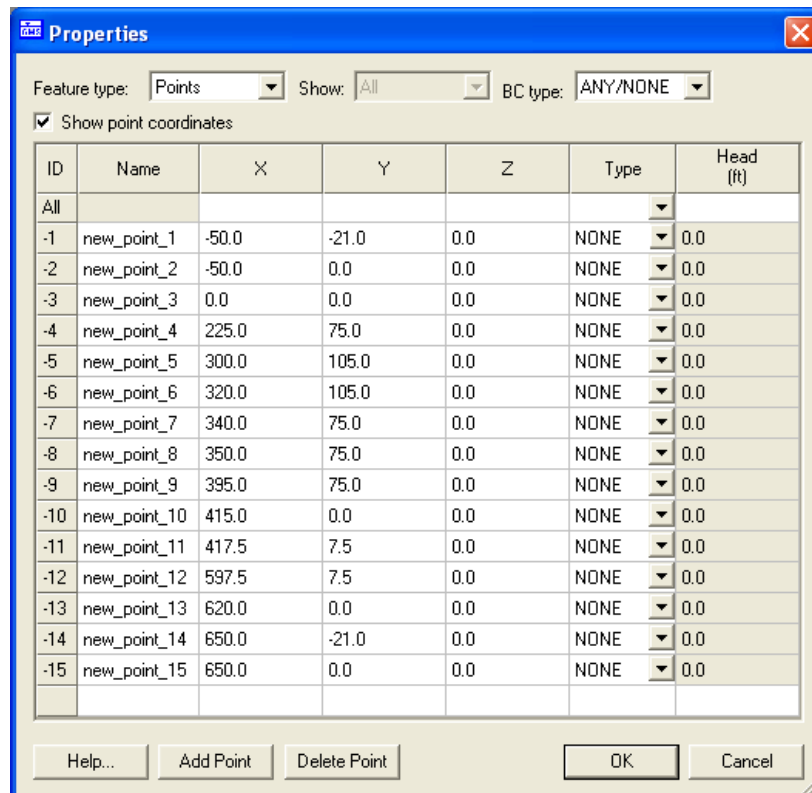 GMS Properties
Feature type: Points Show: All BC type: ANY/NONE
Show point coordinates
ID Name X Y Z Type Head (ft)
All
-1 new_point_1 -50.0 -21.0 0.0 NONE 0.0
-2 new_point_2 -50.0 0.0 0.0 NONE 0.0
-3 new_point_3 0.0 0.0 0.0 NONE 0.0
-4 new_point_4 225.0 75.0 0.0 NONE 0.0
-5 new_point_5 300.0 105.0 0.0 NONE 0.0
-6 new_point_6 320.0 105.0 0.0 NONE 0.0
-7 new_point_7 340.0 75.0 0.0 NONE 0.0
-8 new_point_8 350.0 75.0 0.0 NONE 0.0
-9 new_point_9 395.0 75.0 0.0 NONE 0.0
-10 new_point_10 415.0 0.0 0.0 NONE 0.0
-11 new_point_11 417.5 7.5 0.0 NONE 0.0
-12 new_point_12 597.5 7.5 0.0 NONE 0.0
-13 new_point_13 620.0 0.0 0.0 NONE 0.0
-14 new_point_14 650.0 -21.0 0.0 NONE 0.0
-15 new_point_15 650.0 0.0 0.0 NONE 0.0
Help... Add Point Delete Point OK Cancel